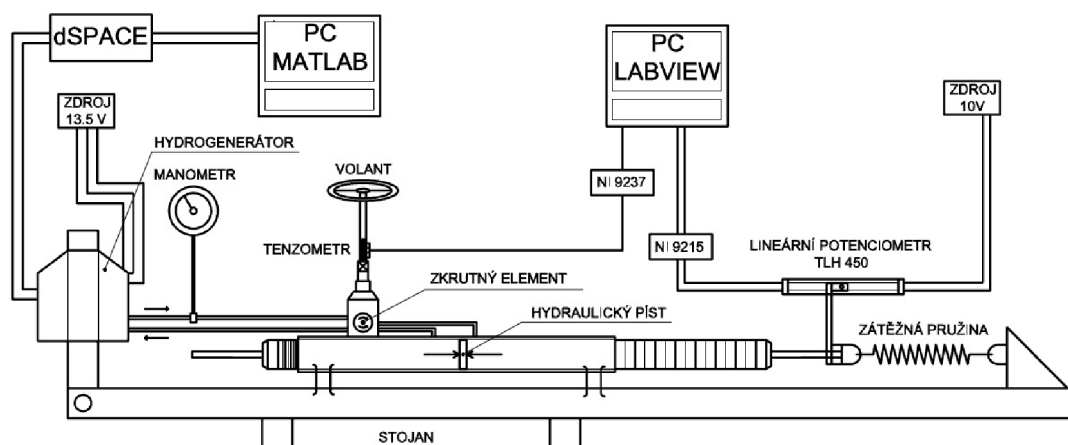 dSPACE
PC
MATLAB
PC
LABVIEW
ZDROJ
13.5 V
ZDROJ
10V
HYDROGENERÁTOR
MANOMETR
VOLANT
NI 9237
TENZOMETR
NI 9215
LINEÁRNÍ POTENCIOMETR
TLH 450
ZKRUTNÝ ELEMENT
HYDRAULICKÝ PÍST
ZÁTĚŽNÁ PRUŽINA
STOJAN